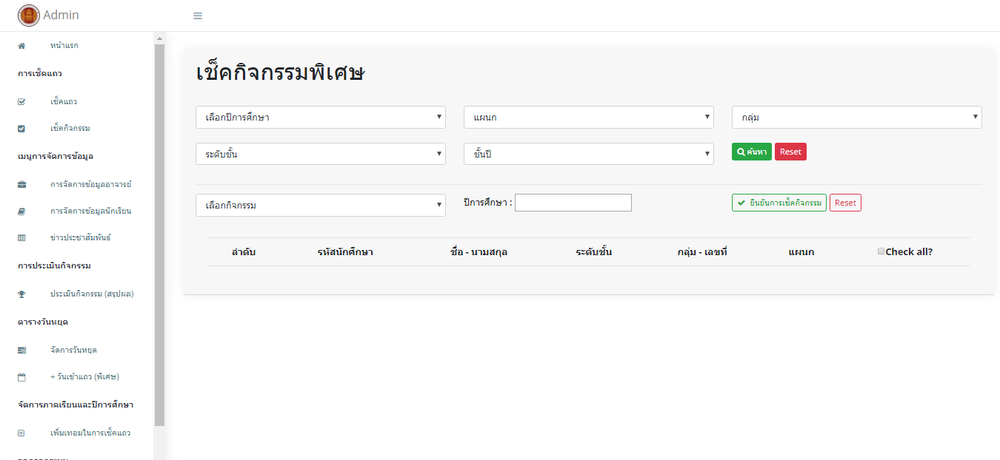 Admin
หน้าแรก
การเช็คแถว
เช็คแถว
เช็คกิจกรรม
เมนูการจัดการข้อมูล
การจัดการข้อมูลอาจารย์
การจัดการข้อมูลนักเรียน
ข่าวประชาสัมพันธ์
การประเมินกิจกรรม
ประเมินกิจกรรม (สรุปผล)
ตารางวันหยุด
จัดการวันหยุด
+ วันเข้าแถว (พิเศษ)
จัดการภาคเรียนและปีการศึกษา
เพิ่มเทอมในการเช็คแถว
เช็คกิจกรรมพิเศษ
เลือกปีการศึกษา แผนก กลุ่ม
ระดับชั้น ชั้นปี ค้นหา Reset
เลือกกิจกรรม ปีการศึกษา : ยืนยันการเช็คกิจกรรม Reset
ลำดับ รหัสนักศึกษา ชื่อ - นามสกุล ระดับชั้น กลุ่ม - เลขที่ แผนก Check all?